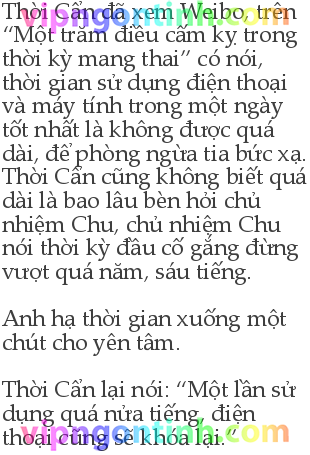 Thời Cẩn đã xem Weibo, trên
“Một trăm điều cấm kỵ trong
thời kỳ mang thai” có nói,
thời gian sử dụng điện thoại
và máy tính trong một ngày
tốt nhất là không được quá
dài, để phòng ngừa tia bức xạ.
Thời Cẩn cũng không biết quá
dài là bao lâu bèn hỏi chủ
nhiệm Chu, chủ nhiệm Chu
nói thời kỳ đầu cố gắng đừng
vượt quá năm, sáu tiếng.
Anh hạ thời gian xuống một
chút cho yên tâm.
Thời Cẩn lại nói: “Một lần sử
dụng quá nửa tiếng, điện
thoại cũng sẽ khóa lại.”
vipngontinh.com
vipngontinh.com